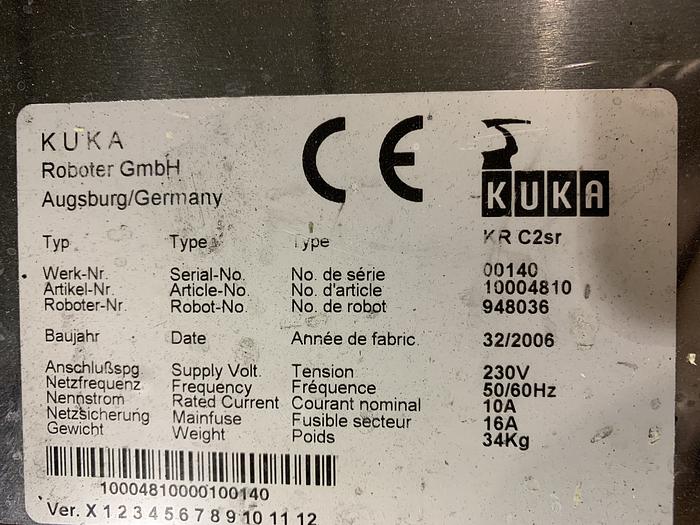 KUKA
Roboter GmbH
Augsburg/Germany
CE
KUKA
Typ Type Type KR C2sr
Werk-Nr. Serial-No. No. de série 00140
Artikel-Nr. Article-No. No. d'article 10004810
Roboter-Nr. Robot-No. No. de robot 948036
Baujahr Date Année de fabric. 32/2006
Anschlußspg. Supply Volt. Tension 230V
Netzfrequenz Frequency Fréquence 50/60Hz
Nennstrom Rated Current Courant nominal 10A
Netzsicherung Mainfuse Fusible secteur 16A
Gewicht Weight Poids 34Kg
10004810000100140
Ver. X 1 2 3 4 5 6 7 8 9 10 11 12